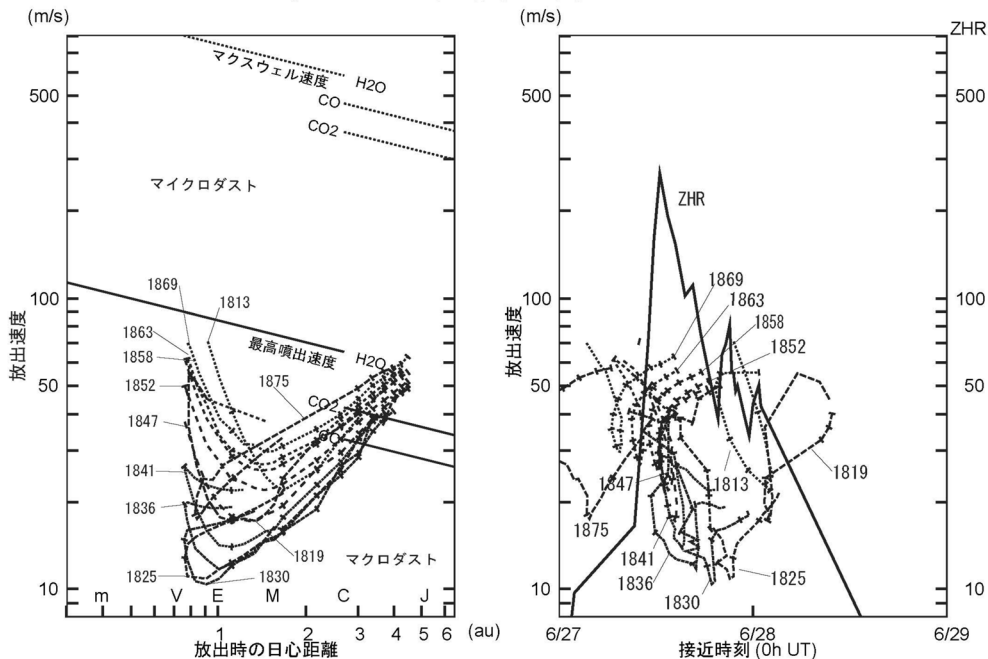 (m/s)
500
100
50
10
放出速度
マクスウェル速度
H2O
CO
CO2
マイクロダスト
1869
1813
1863
1858
1852
1847
1841
1836
1825
最高噴出速度
H2O
1875
CO2
CO
1819
1830
マクロダスト
m
V
E
M
C
J
1
2
3
4
5
6
(au)
放出時の日心距離
(m/s)
ZHR
500
500
100
100
50
50
10
10
放出速度
ZHR
1869
1863
1858
1852
1847
1813
1819
1875
1841
1836
1825
1830
6/27
6/28
6/29
接近時刻 (0h UT)